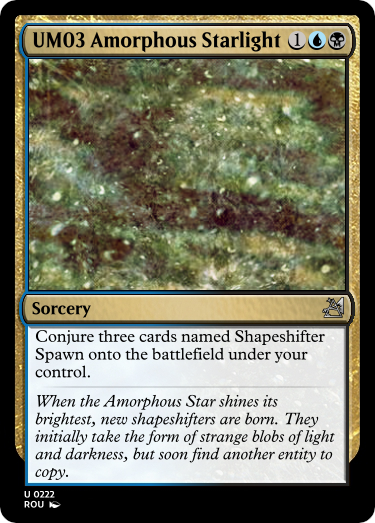 UM03 Amorphous Starlight 1
Sorcery
Conjure three cards named Shapeshifter
Spawn onto the battlefield under your
control.
When the Amorphous Star shines its
brightest, new shapeshifters are born. They
initially take the form of strange blobs of light
and darkness, but soon find another entity to
copy.
U 0222
ROU